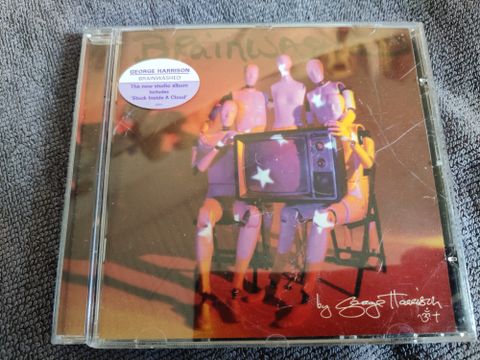 BRAINWASHED
GEORGE HARRISON
BRAINWASHED
The new studio album
includes
'Stuck Inside A Cloud'
by George Harrison